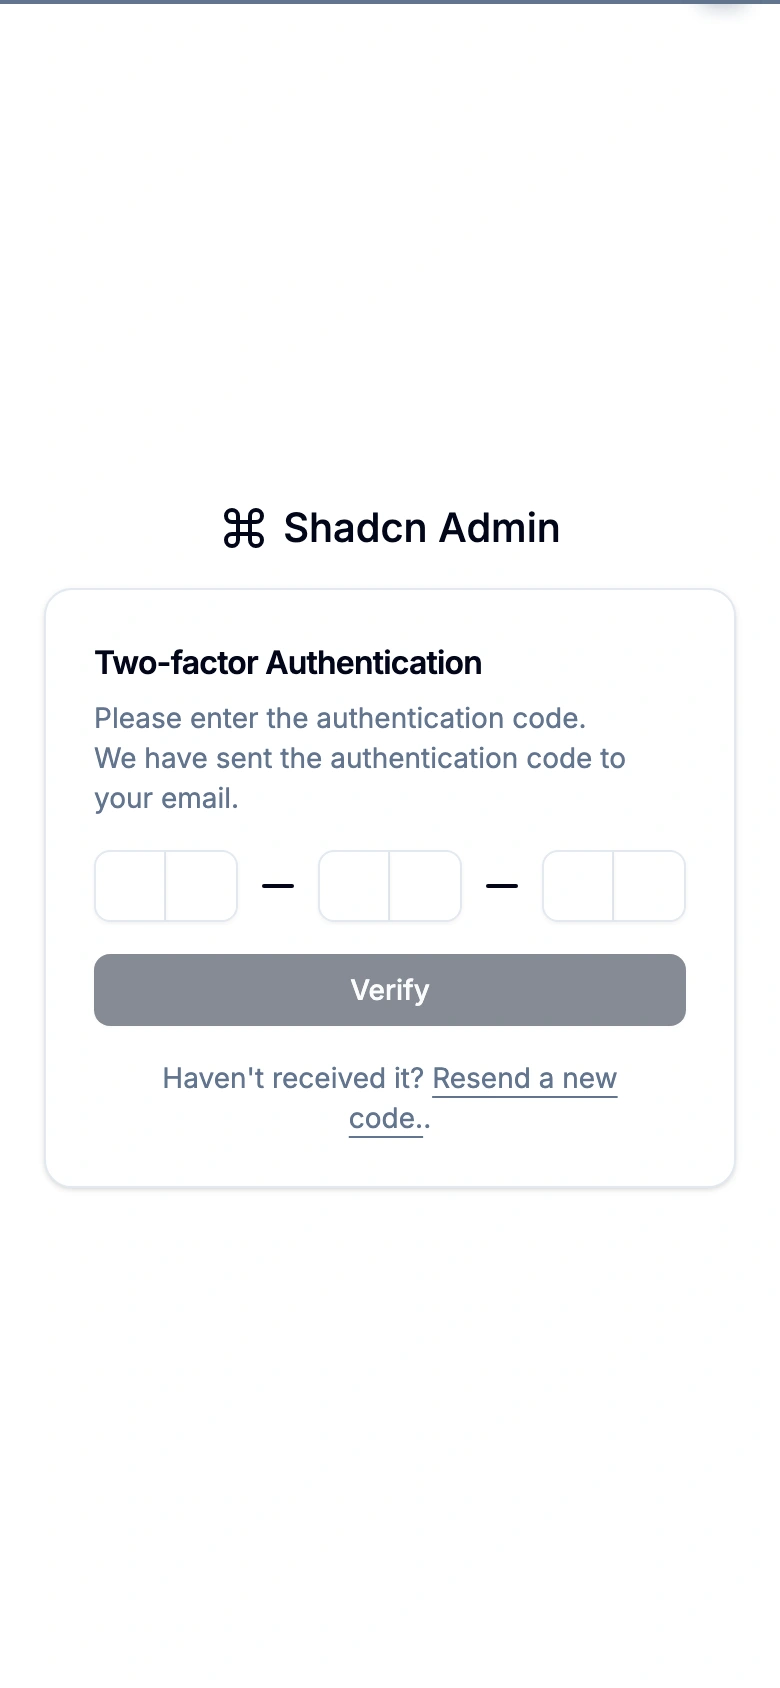 Shadcn Admin
Two-factor Authentication
Please enter the authentication code.
We have sent the authentication code to
your email.
Verify
Haven't received it? Resend a new
code..